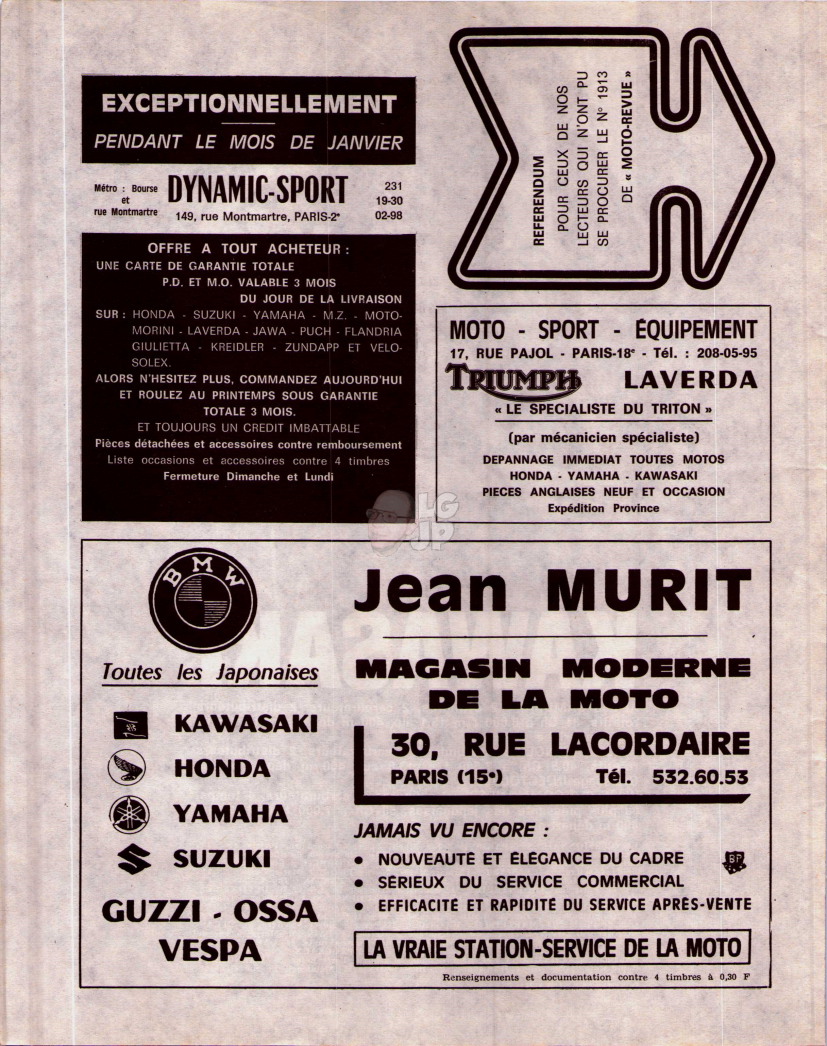 EXCEPTIONNELLEMENT
PENDANT LE MOIS DE JANVIER
Métro : Bourse
et
rue Montmartre
DYNAMIC-SPORT
149, rue Montmartre, PARIS-2e
231
19-30
02-98
OFFRE A TOUT ACHETEUR :
UNE CARTE DE GARANTIE TOTALE
P.D. ET M.O. VALABLE 3 MOIS
DU JOUR DE LA LIVRAISON
SUR : HONDA - SUZUKI - YAMAHA - M.Z. - MOTO-
MORINI - LAVERDA - JAWA - PUCH - FLANDRIA
GIULIETTA - KREIDLER - ZUNDAPP ET VELO-
SOLEX.
ALORS N'HESITEZ PLUS, COMMANDEZ AUJOURD'HUI
ET ROULEZ AU PRINTEMPS SOUS GARANTIE
TOTALE 3 MOIS.
ET TOUJOURS UN CREDIT IMBATTABLE
Pièces détachées et accessoires contre remboursement
Liste occasions et accessoires contre 4 timbres
Fermeture Dimanche et Lundi
REFERENDUM
POUR CEUX DE NOS
LECTEURS QUI N'ONT PU
SE PROCURER LE N° 1913
DE « MOTO-REVUE »
MOTO - SPORT - ÉQUIPEMENT
17, RUE PAJOL - PARIS-18e - Tél. : 208-05-95
TRIUMPH LAVERDA
« LE SPECIALISTE DU TRITON »
(par mécanicien spécialiste)
DEPANNAGE IMMEDIAT TOUTES MOTOS
HONDA - YAMAHA - KAWASAKI
PIECES ANGLAISES NEUF ET OCCASION
Expédition Province
LG
JP
BMW
Toutes les Japonaises
KAWASAKI
HONDA
YAMAHA
SUZUKI
GUZZI - OSSA
VESPA
Jean MURIT
MAGASIN MODERNE
DE LA MOTO
30, RUE LACORDAIRE
PARIS (15e) Tél. 532.60.53
JAMAIS VU ENCORE :
• NOUVEAUTÉ ET ÉLÉGANCE DU CADRE
BP
• SÉRIEUX DU SERVICE COMMERCIAL
• EFFICACITÉ ET RAPIDITÉ DU SERVICE APRÈS-VENTE
LA VRAIE STATION-SERVICE DE LA MOTO
Renseignements et documentation contre 4 timbres à 0,30 F